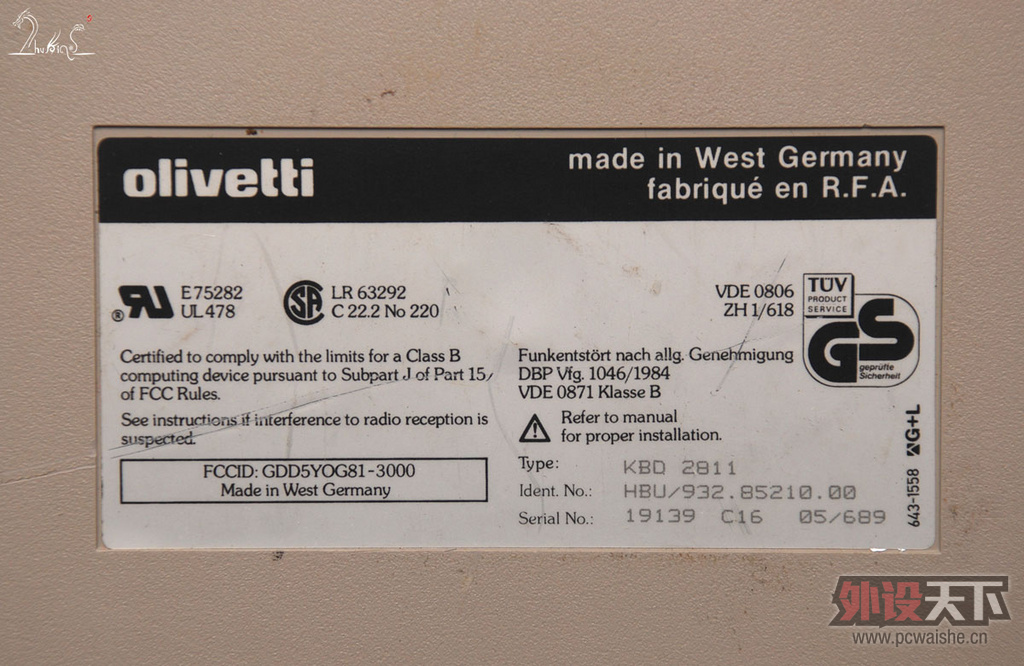 olivetti
made in West Germany
fabriqué en R.F.A.
E75282
UL478
®
SA
LR 63292
C 22.2 No 220
VDE 0806
ZH 1/618
TÜV
PRODUCT
SERVICE
GS
geprüfte
Sicherheit
Certified to comply with the limits for a Class B
computing device pursuant to Subpart J of Part 15,
of FCC Rules.
See instructions if interference to radio reception is
suspected.
FCCID: GDD5YOG81-3000
Made in West Germany
Funkentstört nach allg. Genehmigung
DBP Vfg. 1046/1984
VDE 0871 Klasse B
Refer to manual
for proper installation.
Type: KBD 2811
Ident. No.: HBU/932.85210.00
Serial No.: 19139 C16 05/689
643-1558 G+L
外设天下
www.pcwaishe.cn